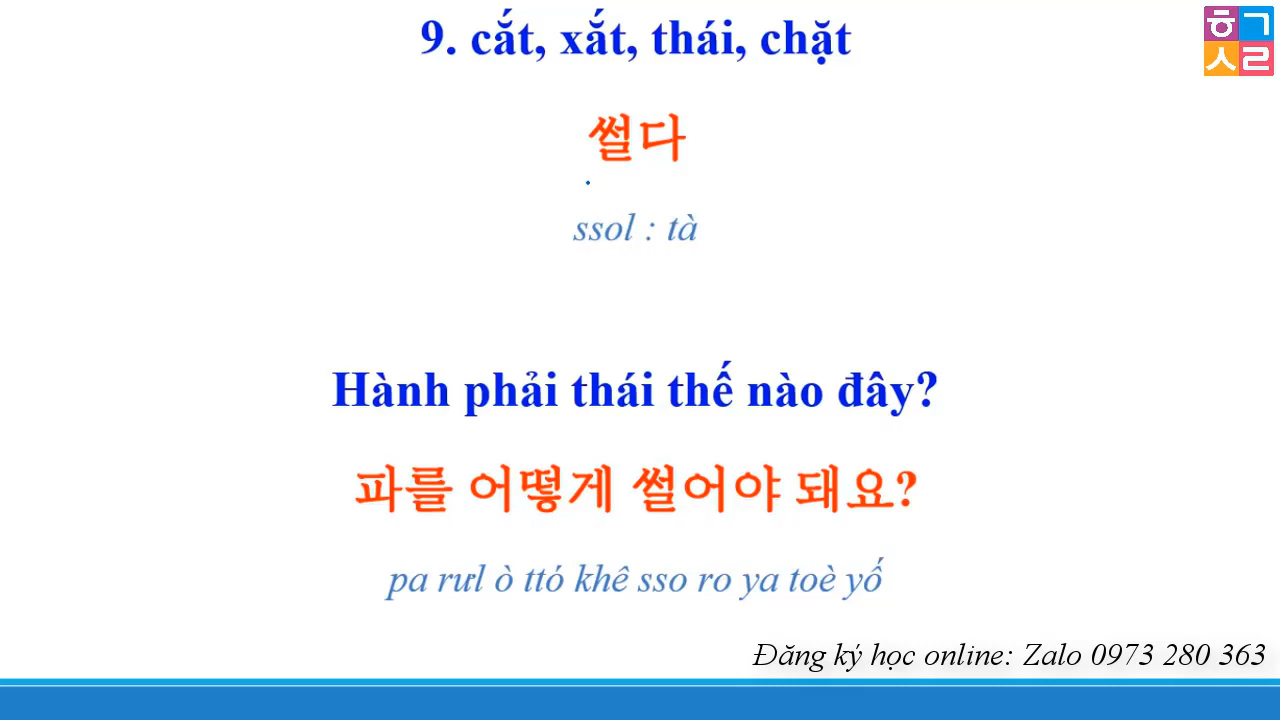 9. cắt, xắt, thái, chặt
썰다
ssol : tà
Hành phải thái thế nào đây?
파를 어떻게 썰어야 돼요?
pa rưl ò ttó khê sso ro ya toè yố
Đăng ký học online: Zalo 0973 280 363
ㅎㄱ
ㅅㄹ